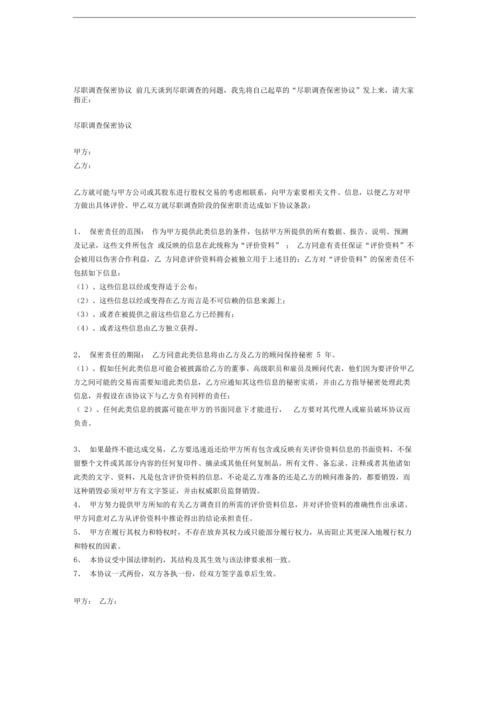 尽职调查保密协议 前几天谈到尽职调查的问题，我先将自己起草的“尽职调查保密协议”发上来，请大家
指正：
尽职调查保密协议
甲方：
乙方：
乙方就可能与甲方公司或其股东进行股权交易的考虑相联系，向甲方索要相关文件、信息，以便乙方对甲
方做出具体评价。甲乙双方就尽职调查阶段的保密职责达成如下协议条款：
1、 保密责任的范围： 作为甲方提供此类信息的条件，包括甲方所提供的所有数据、报告、说明、预测
及记录，这些文件所包含 或反映的信息在此统称为“评价资料” ； 乙方同意有责任保证“评价资料”不
会被用以伤害合作利益，乙 方同意评价资料将会被独立用于上述目的；乙方对“评价资料”的保密责任不
包括如下信息：
（1）、这些信息以经或变得适于公布；
（2）、这些信息以经或变得在乙方而言是不可信赖的信息来源上；
（3）、或者在被提供之前这些信息乙方已经拥有；
（4）、或者这些信息由乙方独立获得。
2、 保密责任的期限： 乙方同意此类信息将由乙方及乙方的顾问保持秘密 5 年。
（1）、假如任何此类信息可能会被披露给乙方的董事、高级职员和雇员及顾问代表，他们因为要评价甲乙
方之间可能的交易而需要知道此类信息，乙方应通知其这些信息的秘密实质，并由乙方指导秘密处理此类
信息，并假设在该协议下与乙方负有同样的责任；
（ 2）、任何此类信息的披露可能在甲方的书面同意下才能进行， 乙方要对其代理人或雇员破坏协议而
负责。
3、 如果最终不能达成交易，乙方要迅速返还给甲方所有包含或反映有关评价资料信息的书面资料，不保
留整个文件或其部分内容的任何复印件、摘录或其他任何复制品，所有文件、备忘录、注释或者其他诸如
此类的文字、资料，凡是包含评价资料的信息，不论是乙方准备的还是乙方的顾问准备的，都要销毁，而
这种销毁必须对甲方有文字签证，并由权威职员监督销毁。
4、 甲方努力提供甲方所知的有关乙方调查目的所需的评价资料信息，并对评价资料的准确性作出承诺。
甲方同意对乙方从评价资料中推论得出的结论承担责任。
5、 甲方在履行其权力和特权时，不存在放弃其权力或只能部分履行权力，从而阻止其更深入地履行权力
和特权的因素。
6、 本协议受中国法律制约，其结构及其生效与该法律要求相一致。
7、 本协议一式两份，双方各执一份，经双方签字盖章后生效。
甲方： 乙方：